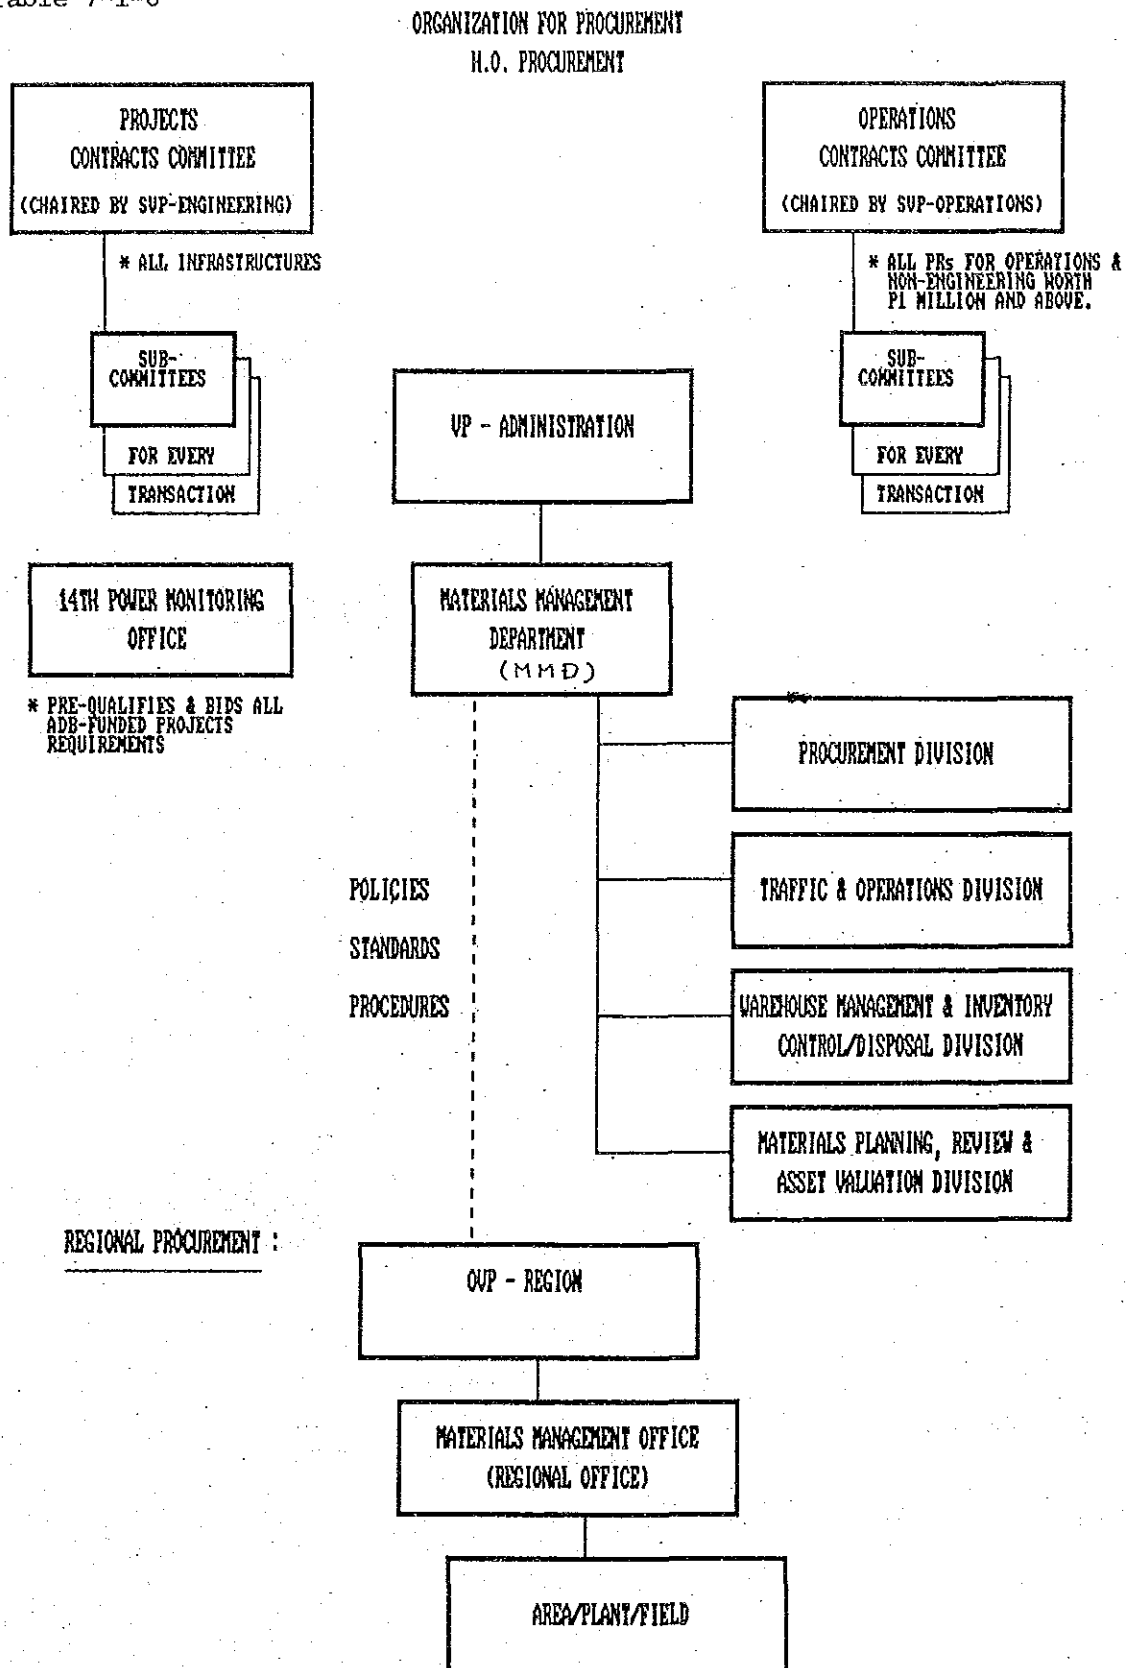 ORGANIZATION FOR PROCUREMENT
H.O. PROCUREMENT
PROJECTS
CONTRACTS COMMITTEE
(CHAIRED BY SVP-ENGINEERING)
* ALL INFRASTRUCTURES
SUB-
COMMITTEES
FOR EVERY
TRANSACTION
OPERATIONS
CONTRACTS COMMITTEE
(CHAIRED BY SVP-OPERATIONS)
* ALL PRs FOR OPERATIONS &
NON-ENGINEERING WORTH
P1 MILLION AND ABOVE.
SUB-
COMMITTEES
FOR EVERY
TRANSACTION
VP - ADMINISTRATION
14TH POWER MONITORING
OFFICE
* PRE-QUALIFIES & BIDS ALL
ADB-FUNDED PROJECTS
REQUIREMENTS
MATERIALS MANAGEMENT
DEPARTMENT
(MMD)
PROCUREMENT DIVISION
TRAFFIC & OPERATIONS DIVISION
WAREHOUSE MANAGEMENT & INVENTORY
CONTROL/DISPOSAL DIVISION
MATERIALS PLANNING, REVIEW &
ASSET VALUATION DIVISION
POLICIES
STANDARDS
PROCEDURES
REGIONAL PROCUREMENT :
OVP - REGION
MATERIALS MANAGEMENT OFFICE
(REGIONAL OFFICE)
AREA/PLANT/FIELD